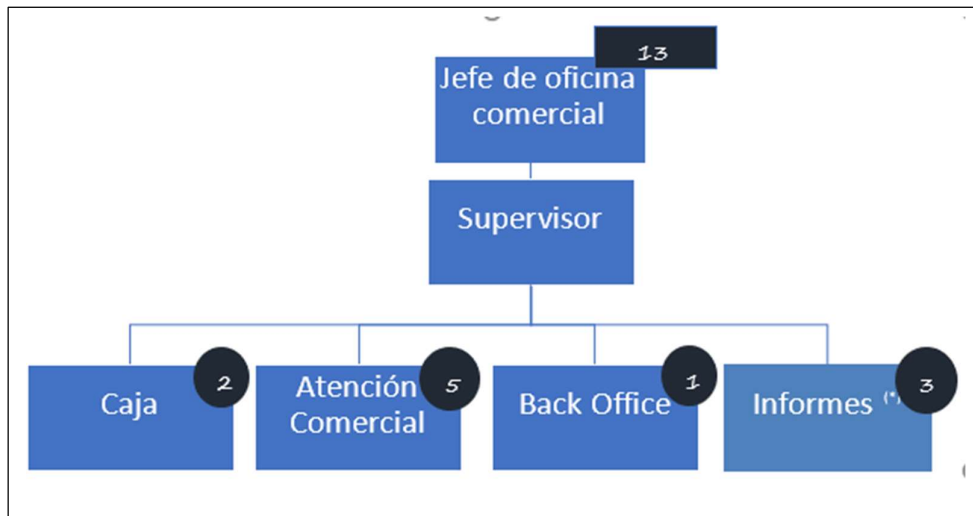 13
Jefe de oficina
comercial
Supervisor
Caja
2
Atención
Comercial
5
Back Office
1
Informes (*)
3